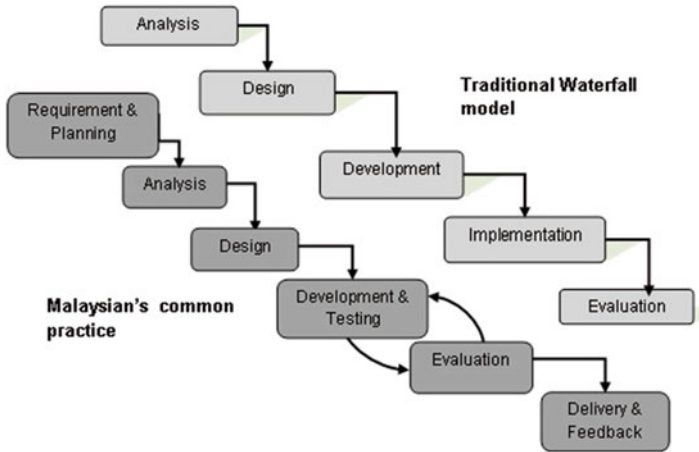 Analysis
Design
Traditional Waterfall
model
Requirement &
Planning
Development
Analysis
Implementation
Design
Malaysian's common
practice
Development &
Testing
Evaluation
Evaluation
Delivery &
Feedback